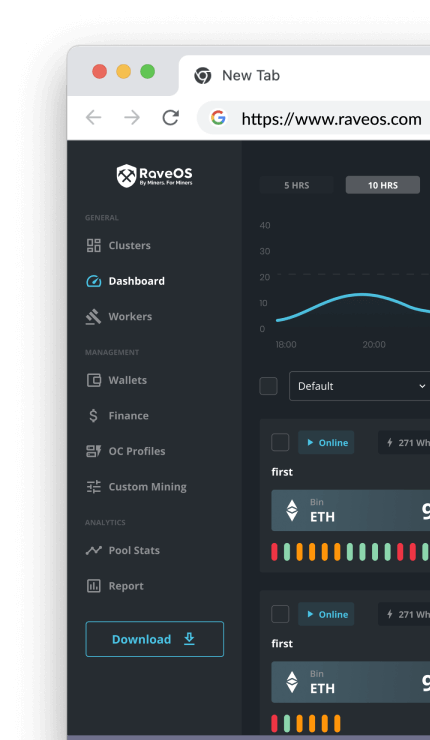 New Tab
https://www.raveos.com
RaveOS
By Miners. For Miners
GENERAL
Clusters
Dashboard
Workers
MANAGEMENT
Wallets
Finance
OC Profiles
Custom Mining
ANALYTICS
Pool Stats
Report
Download
5 HRS
10 HRS
40
30
20
10
0
18:00
20:00
Default
Online
271 Wh
first
Bin
ETH
9
Online
271 Wh
first
Bin
ETH
9